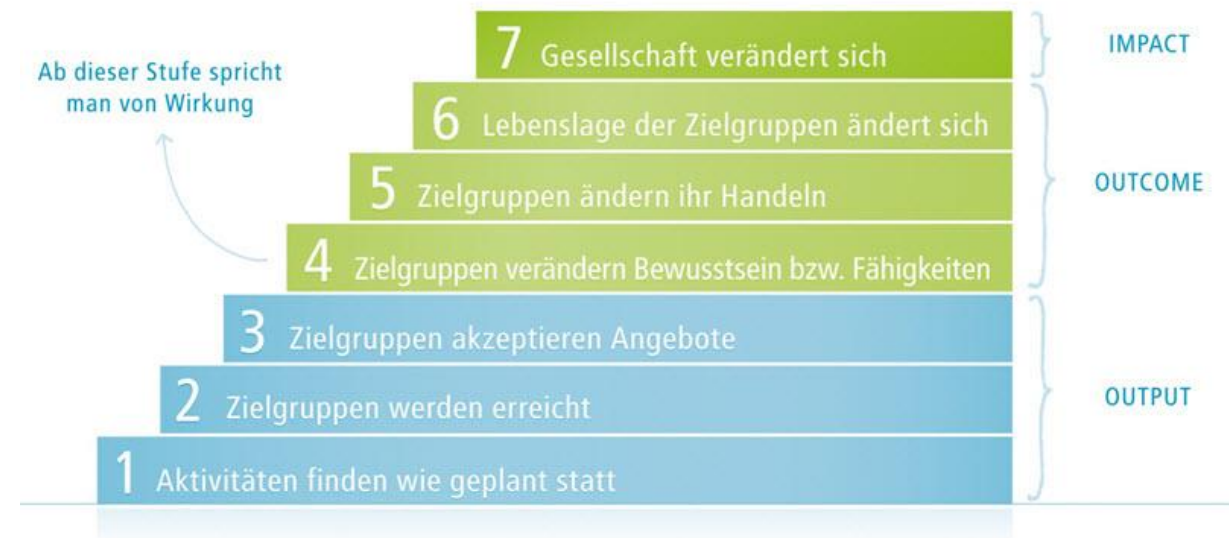 7 Gesellschaft verändert sich
IMPACT
Ab dieser Stufe spricht
man von Wirkung
6 Lebenslage der Zielgruppen ändert sich
5 Zielgruppen ändern ihr Handeln
OUTCOME
4 Zielgruppen verändern Bewusstsein bzw. Fähigkeiten
3 Zielgruppen akzeptieren Angebote
2 Zielgruppen werden erreicht
OUTPUT
1 Aktivitäten finden wie geplant statt